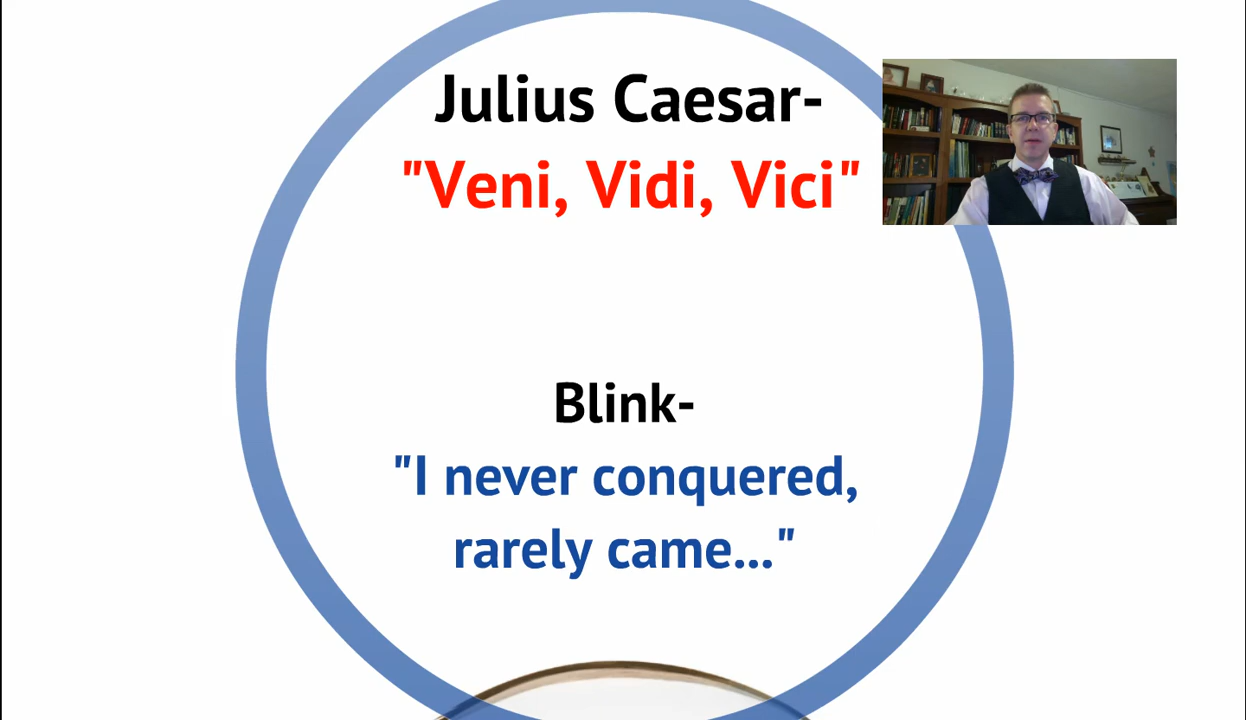 Julius Caesar-
"Veni, Vidi, Vici"
Blink-
"I never conquered,
rarely came..."